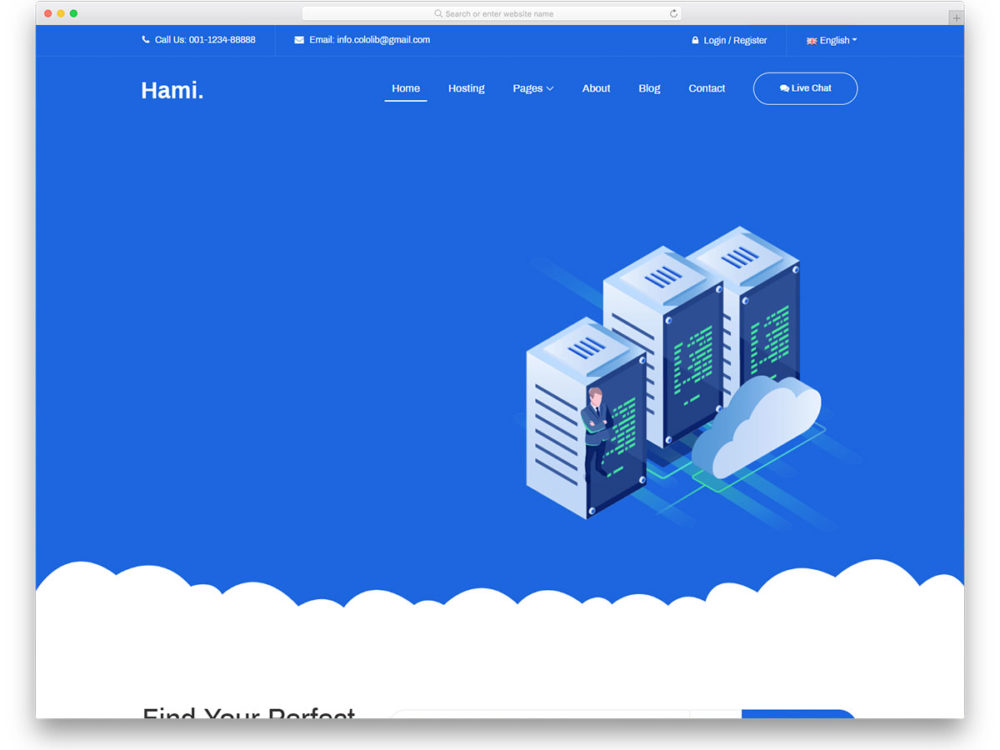 Search or enter website name
Call Us: 001-1234-88888 Email: info.cololib@gmail.com Login / Register English
Hami. Home Hosting Pages About Blog Contact Live Chat
Find Your Perfect